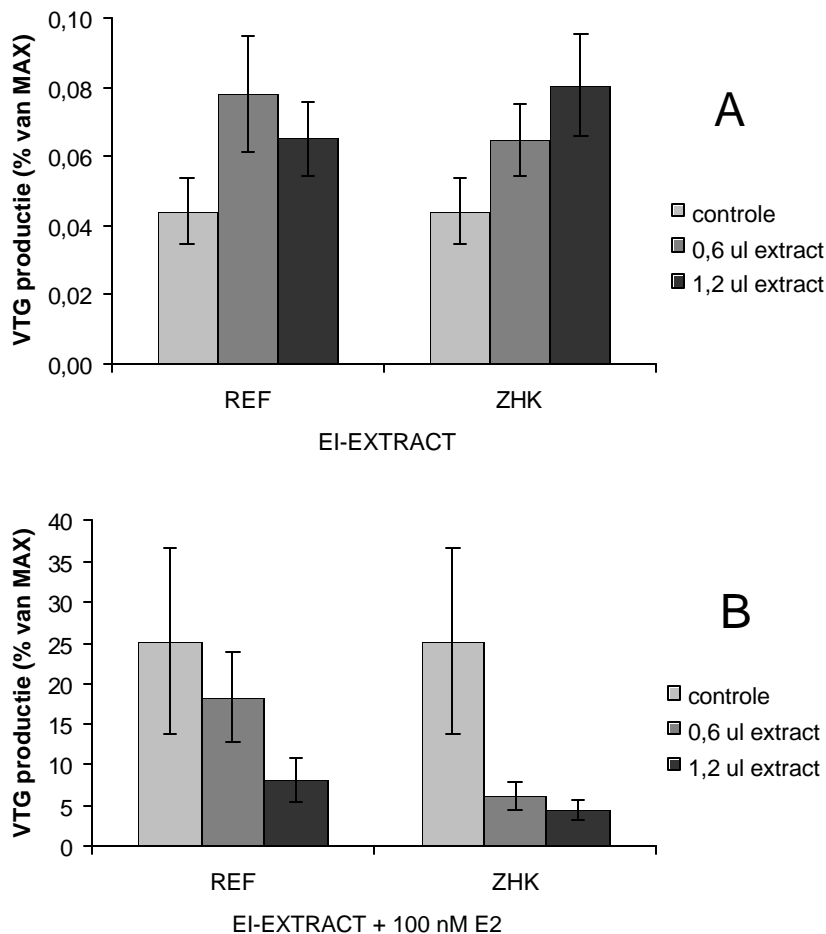 0,10
0,08
0,06
0,04
0,02
0,00
VTG productie (% van MAX)
REF
ZHK
EI-EXTRACT
A
controle
0,6 ul extract
1,2 ul extract
40
35
30
25
20
15
10
5
0
VTG productie (% van MAX)
REF
ZHK
EI-EXTRACT + 100 nM E2
B
controle
0,6 ul extract
1,2 ul extract